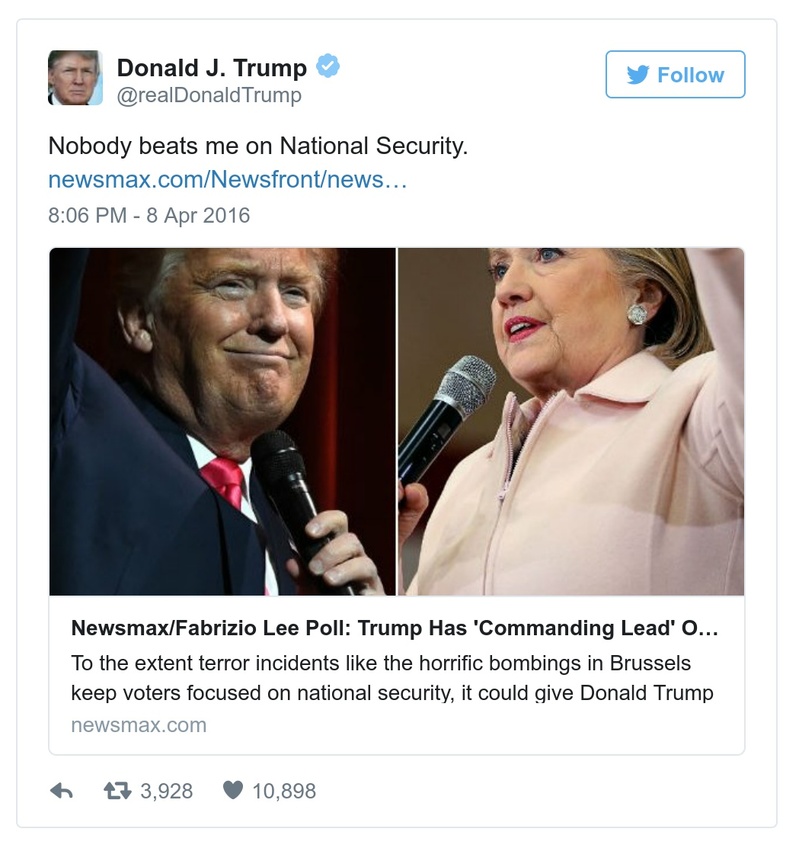 Donald J. Trump
@realDonaldTrump
Follow
Nobody beats me on National Security.
newsmax.com/Newsfront/news…
8:06 PM - 8 Apr 2016
Newsmax/Fabrizio Lee Poll: Trump Has 'Commanding Lead' O…
To the extent terror incidents like the horrific bombings in Brussels
keep voters focused on national security, it could give Donald Trump
newsmax.com
3,928 10,898